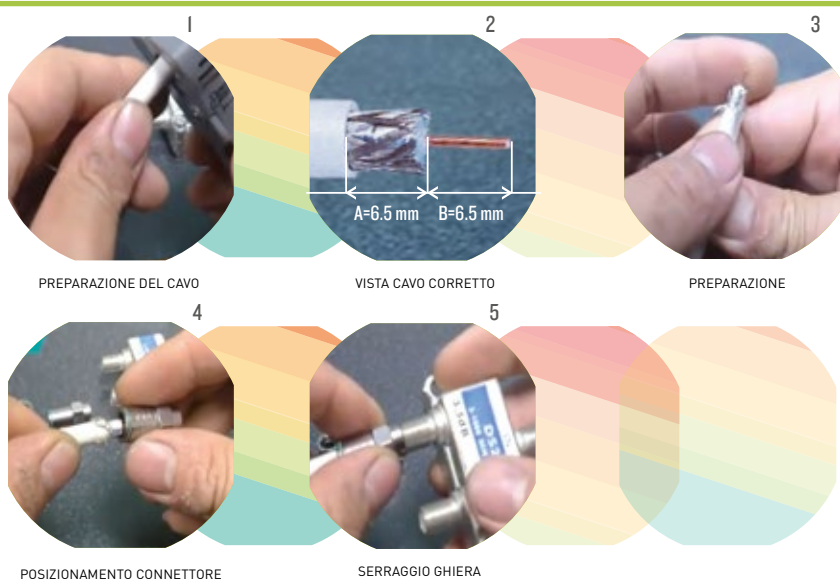 1
2
3
A=6.5 mm B=6.5 mm
PREPARAZIONE DEL CAVO
VISTA CAVO CORRETTO
PREPARAZIONE
4
5
POSIZIONAMENTO CONNETTORE
SERRAGGIO GHIERA